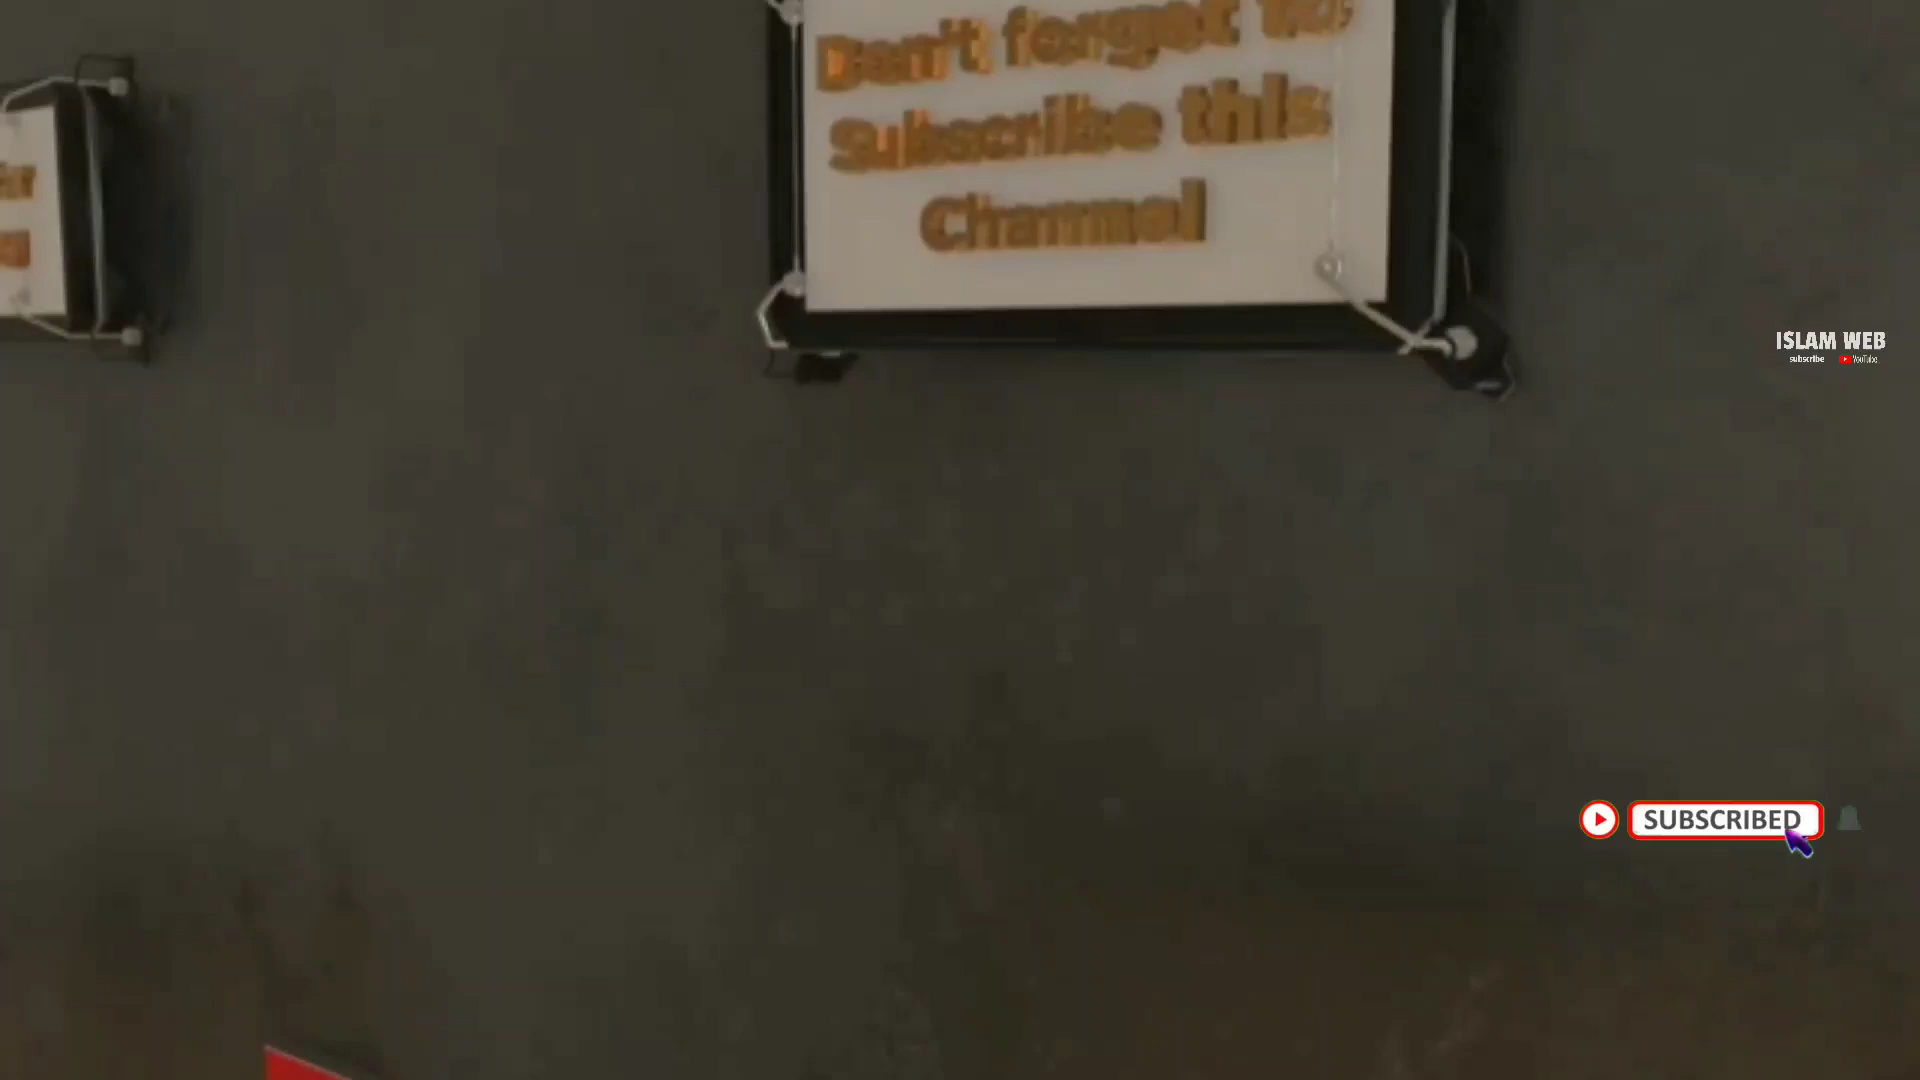 Don't forget to
Subscribe this
Channel
ISLAM WEB
subscribe YouTube
SUBSCRIBED